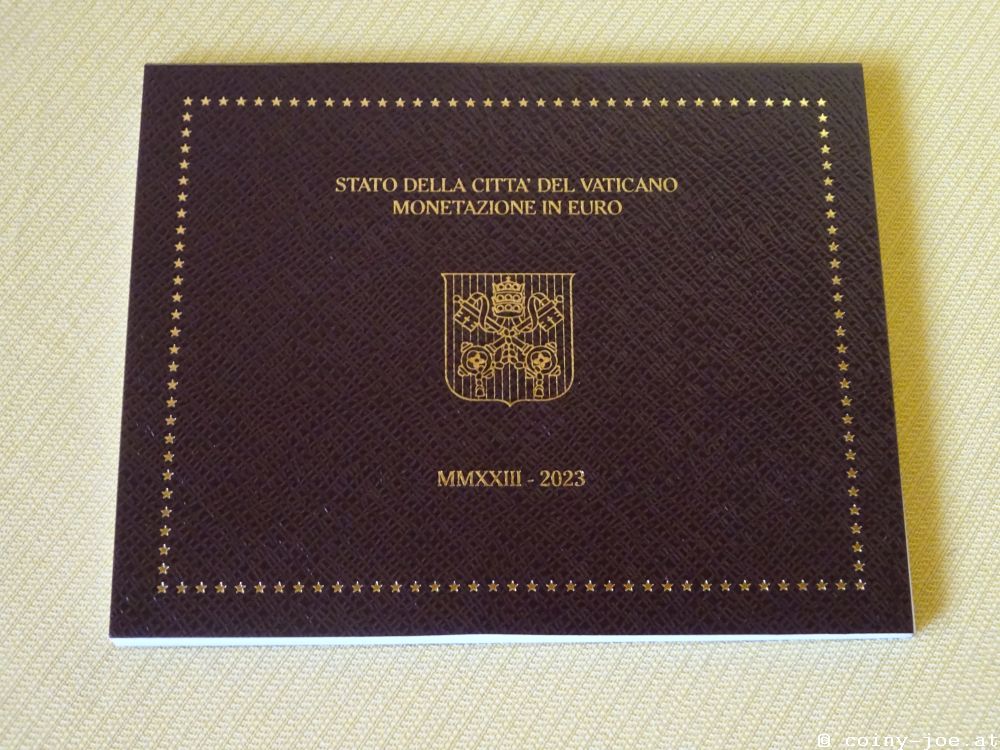 STATO DELLA CITTA' DEL VATICANO
MONETAZIONE IN EURO
MMXXIII - 2023
© coiny-joe.at